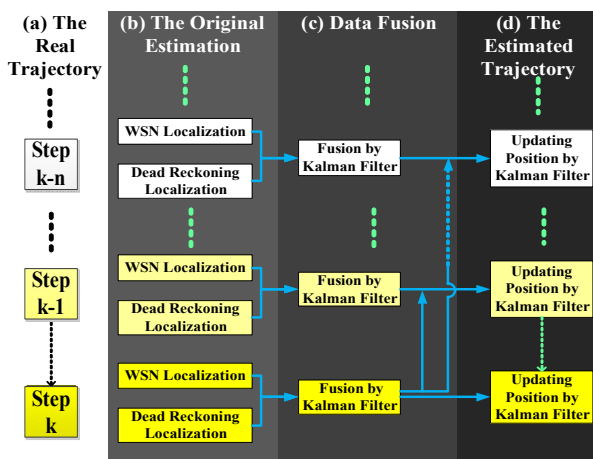 (a) The
Real
Trajectory
(b) The Original
Estimation
(c) Data Fusion
(d) The
Estimated
Trajectory
Step
k-n
WSN Localization
Dead Reckoning
Localization
Fusion by
Kalman Filter
Updating
Position by
Kalman Filter
Step
k-1
WSN Localization
Dead Reckoning
Localization
Fusion by
Kalman Filter
Updating
Position by
Kalman Filter
Step
k
WSN Localization
Dead Reckoning
Localization
Fusion by
Kalman Filter
Updating
Position by
Kalman Filter